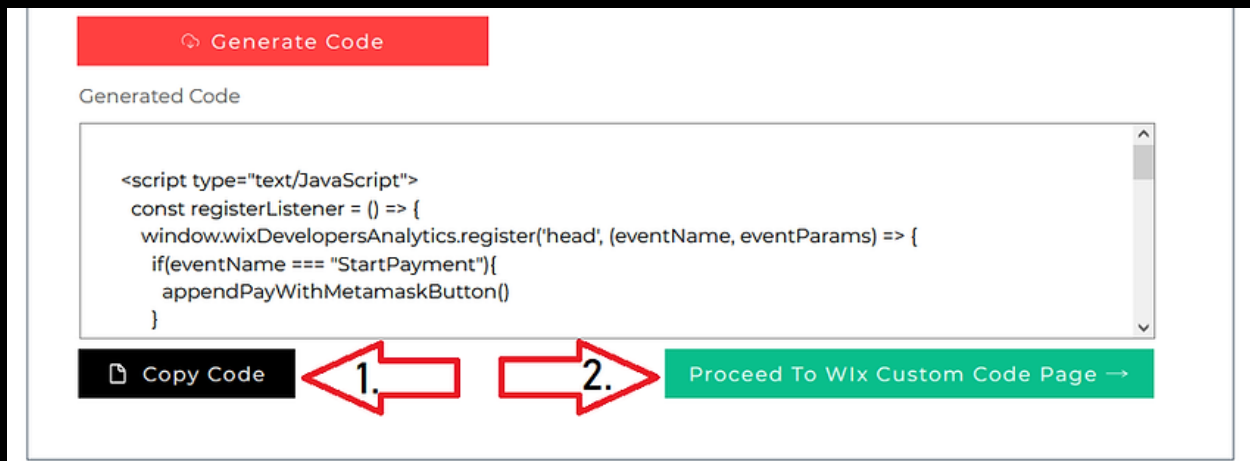 Generate Code
Generated Code
<script type="text/JavaScript">
const registerListener = () => {
window.wixDevelopersAnalytics.register('head', (eventName, eventParams) => {
if(eventName === "StartPayment"){
appendPayWithMetamaskButton()
}
Copy Code
1.
2.
Proceed To WIx Custom Code Page →